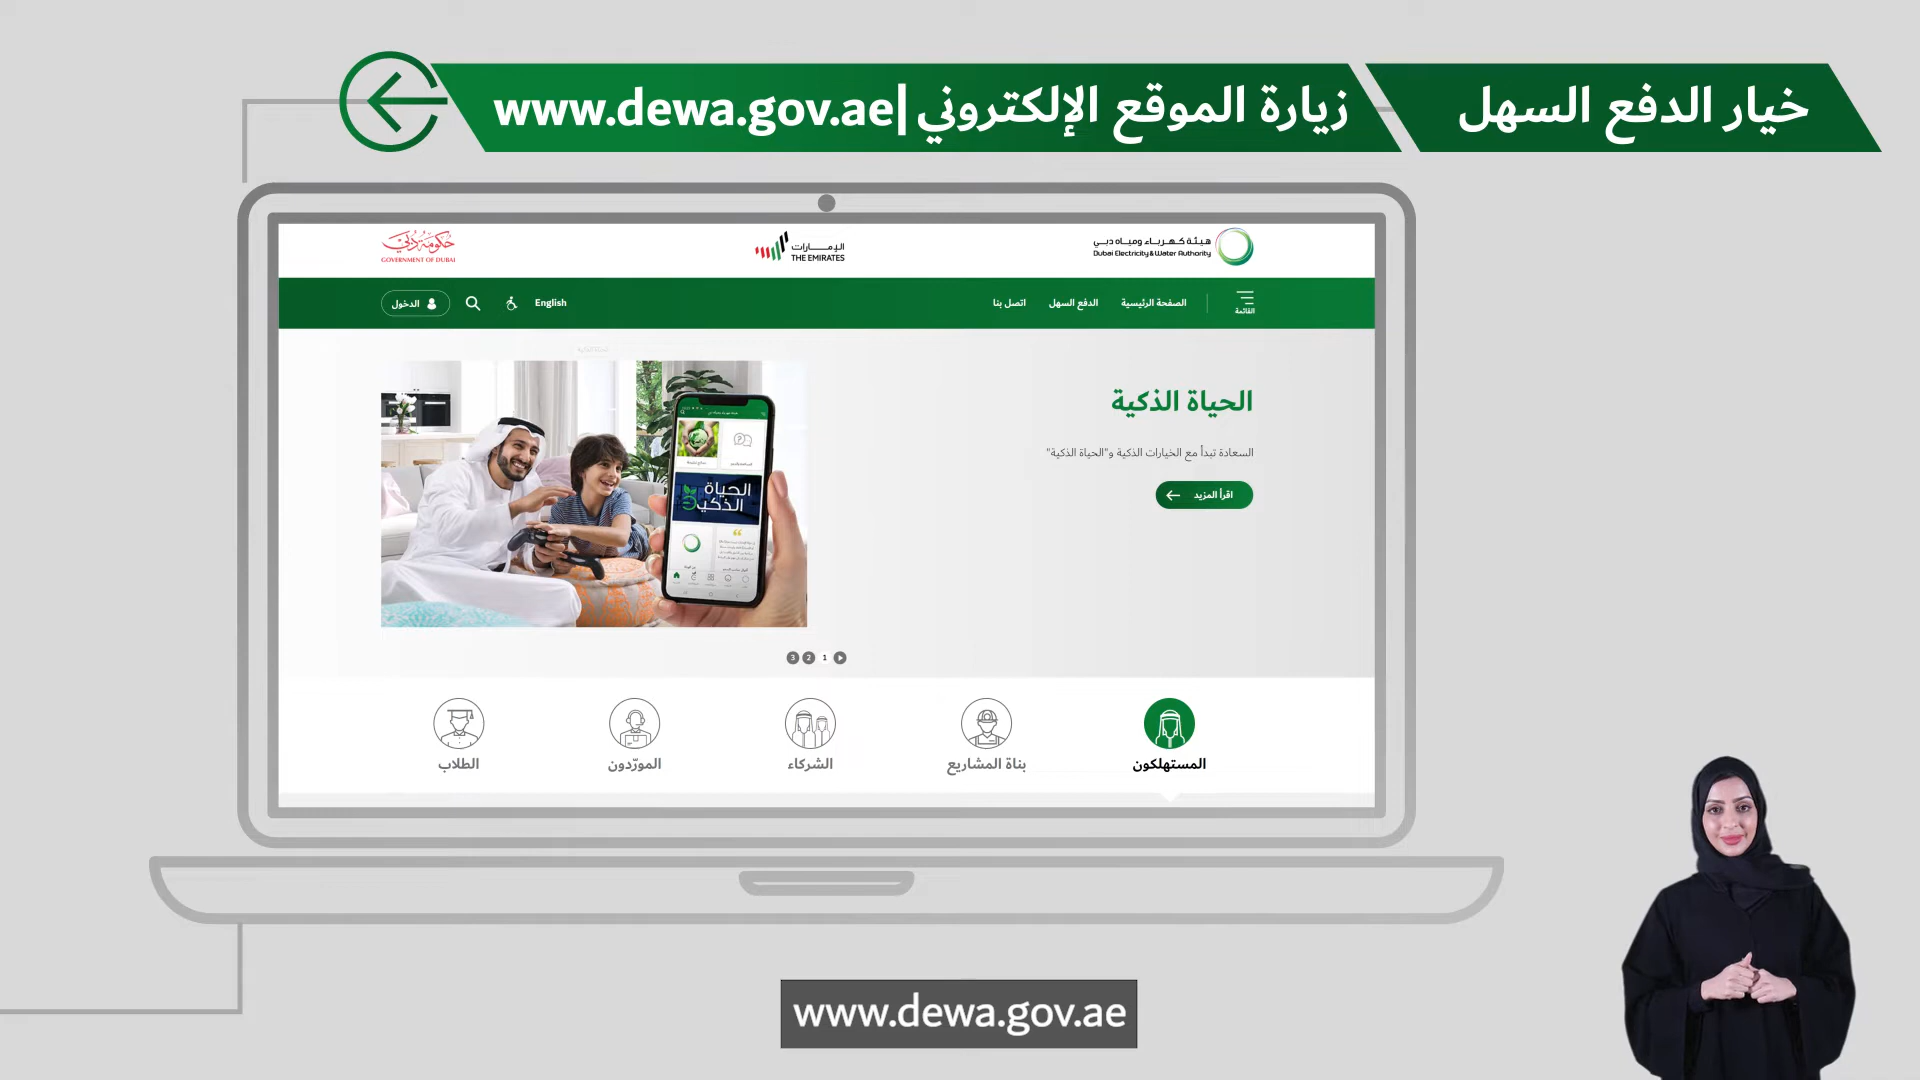 خيار الدفع السهل
زيارة الموقع الإلكتروني|www.dewa.gov.ae
هيئة كهرباء ومياه دبي
Dubai Electricity & Water Authority
الإمارات
THE EMIRATES
حكومة دبي
GOVERNMENT OF DUBAI
القائمة
الصفحة الرئيسية
الدفع السهل
اتصل بنا
English
الدخول
الحياة الذكية
السعادة تبدأ مع الخيارات الذكية و"الحياة الذكية"
اقرأ المزيد
الحياة
الذكية
1 2 3
المستهلكون
بناة المشاريع
الشركاء
المورّدون
الطلاب
www.dewa.gov.ae